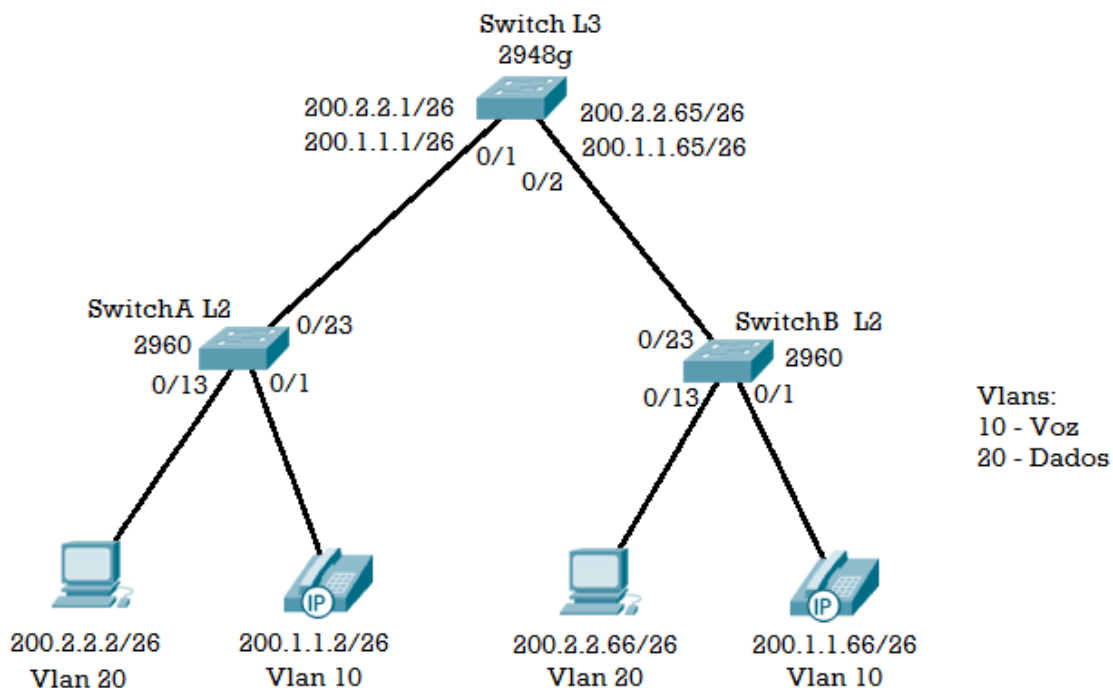 Switch L3
2948g
200.2.2.1/26
200.1.1.1/26
200.2.2.65/26
200.1.1.65/26
0/1
0/2
SwitchA L2
2960
0/23
0/13
0/1
0/23
SwitchB L2
2960
0/13
0/1
Vlans:
10 - Voz
20 - Dados
IP
IP
200.2.2.2/26
Vlan 20
200.1.1.2/26
Vlan 10
200.2.2.66/26
Vlan 20
200.1.1.66/26
Vlan 10